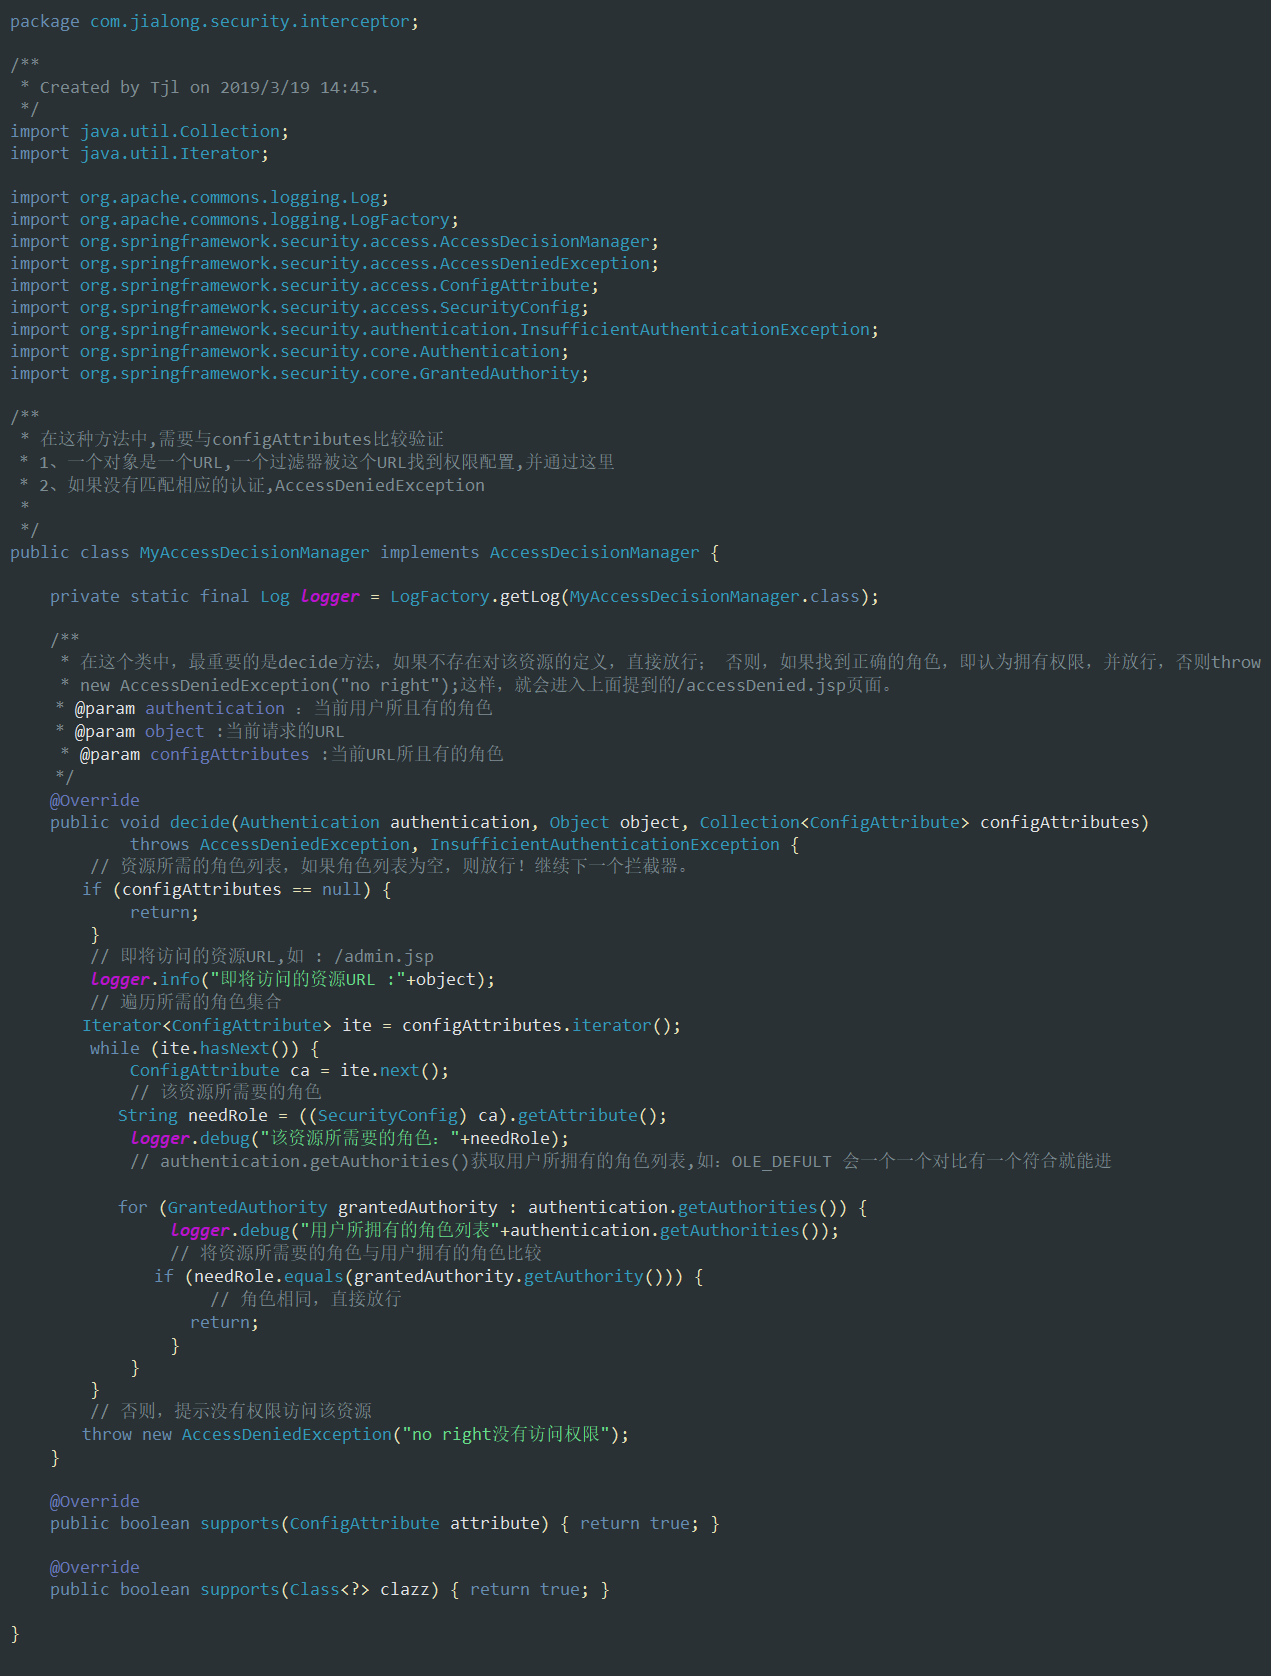 package com.jialong.security.interceptor;
/**
 * Created by Tjl on 2019/3/19 14:45.
 */
import java.util.Collection;
import java.util.Iterator;
import org.apache.commons.logging.Log;
import org.apache.commons.logging.LogFactory;
import org.springframework.security.access.AccessDecisionManager;
import org.springframework.security.access.AccessDeniedException;
import org.springframework.security.access.ConfigAttribute;
import org.springframework.security.access.SecurityConfig;
import org.springframework.security.authentication.InsufficientAuthenticationException;
import org.springframework.security.core.Authentication;
import org.springframework.security.core.GrantedAuthority;
/**
 * 在这种方法中,需要与configAttributes比较验证
 * 1、一个对象是一个URL,一个过滤器被这个URL找到权限配置,并通过这里
 * 2、如果没有匹配相应的认证,AccessDeniedException
 *
 */
public class MyAccessDecisionManager implements AccessDecisionManager {
    private static final Log logger = LogFactory.getLog(MyAccessDecisionManager.class);
    /**
     * 在这个类中，最重要的是decide方法，如果不存在对该资源的定义，直接放行； 否则，如果找到正确的角色，即认为拥有权限，并放行，否则throw
     * new AccessDeniedException("no right");这样，就会进入上面提到的/accessDenied.jsp页面。
     * @param authentication ：当前用户所且有的角色
     * @param object :当前请求的URL
     * @param configAttributes :当前URL所且有的角色
     */
    @Override
    public void decide(Authentication authentication, Object object, Collection<ConfigAttribute> configAttributes)
            throws AccessDeniedException, InsufficientAuthenticationException {
        // 资源所需的角色列表，如果角色列表为空，则放行！继续下一个拦截器。
        if (configAttributes == null) {
            return;
        }
        // 即将访问的资源URL,如 : /admin.jsp
        logger.info("即将访问的资源URL :"+object);
        // 遍历所需的角色集合
        Iterator<ConfigAttribute> ite = configAttributes.iterator();
        while (ite.hasNext()) {
            ConfigAttribute ca = ite.next();
            // 该资源所需要的角色
            String needRole = ((SecurityConfig) ca).getAttribute();
            logger.debug("该资源所需要的角色："+needRole);
            // authentication.getAuthorities()获取用户所拥有的角色列表,如：OLE_DEFULT 会一个一个对比有一个符合就能进
            for (GrantedAuthority grantedAuthority : authentication.getAuthorities()) {
                logger.debug("用户所拥有的角色列表"+authentication.getAuthorities());
                // 将资源所需要的角色与用户拥有的角色比较
                if (needRole.equals(grantedAuthority.getAuthority())) {
                    // 角色相同，直接放行
                    return;
                }
            }
        }
        // 否则，提示没有权限访问该资源
        throw new AccessDeniedException("no right没有访问权限");
    }
    @Override
    public boolean supports(ConfigAttribute attribute) { return true; }
    @Override
    public boolean supports(Class<?> clazz) { return true; }
}